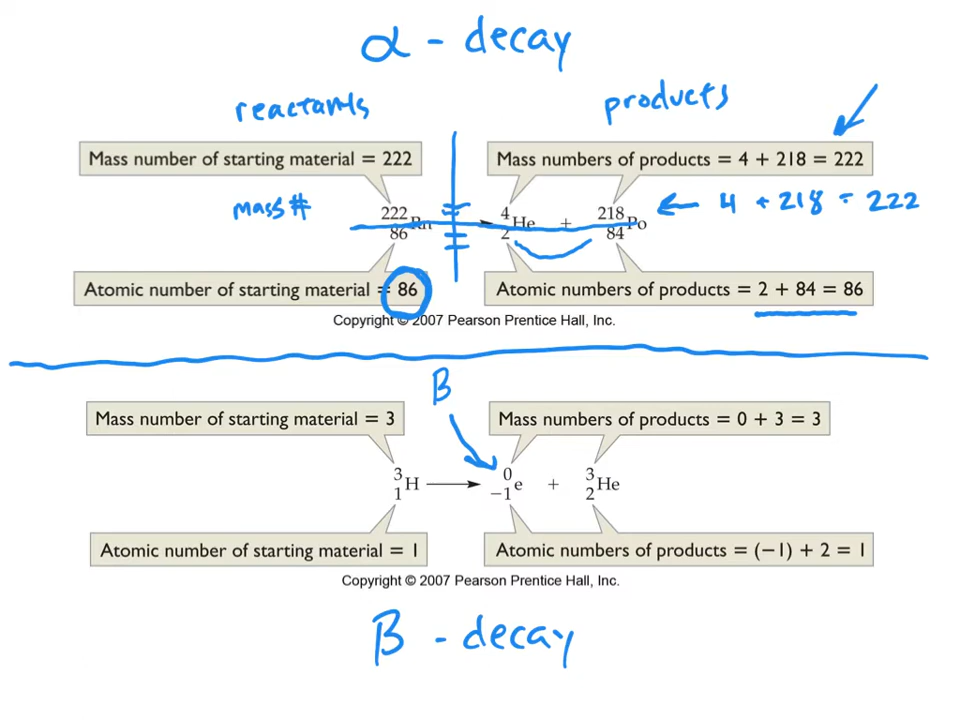 α - decay
reactants products
Mass number of starting material = 222 Mass numbers of products = 4 + 218 = 222
mass # 222 86 Rn → 4 2 He + 218 84 Po ← 4 + 218 = 222
Atomic number of starting material = 86 Atomic numbers of products = 2 + 84 = 86
Copyright © 2007 Pearson Prentice Hall, Inc.
β
Mass number of starting material = 3 Mass numbers of products = 0 + 3 = 3
3 1 H → 0 −1 e + 3 2 He
Atomic number of starting material = 1 Atomic numbers of products = (−1) + 2 = 1
Copyright © 2007 Pearson Prentice Hall, Inc.
β - decay